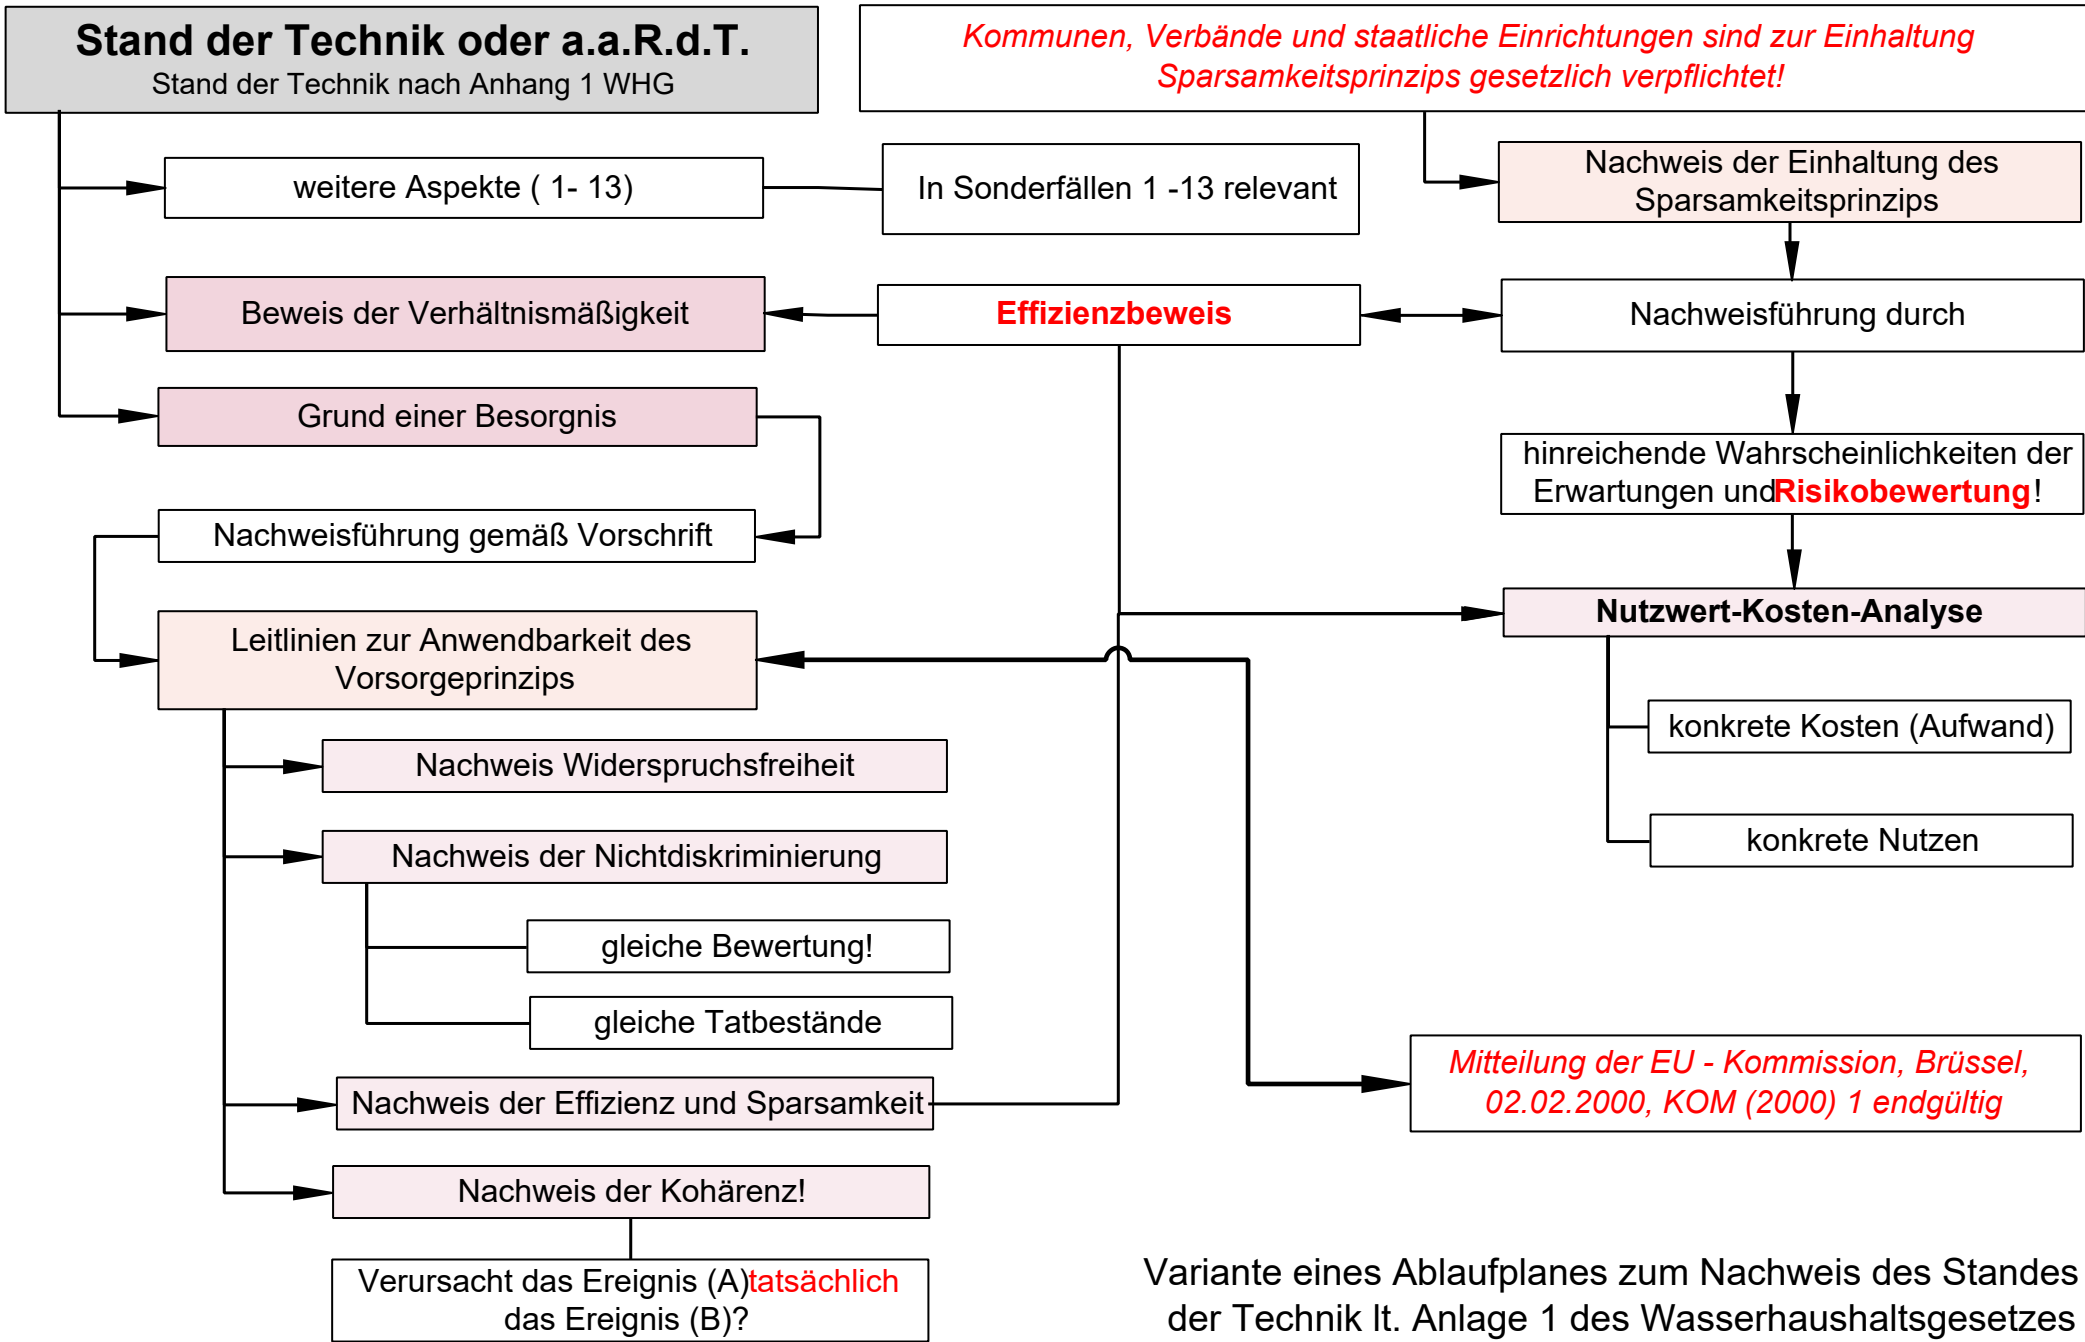 Stand der Technik oder a.a.R.d.T.
Stand der Technik nach Anhang 1 WHG
Kommunen, Verbände und staatliche Einrichtungen sind zur Einhaltung
Sparsamkeitsprinzips gesetzlich verpflichtet!
weitere Aspekte ( 1- 13)
In Sonderfällen 1 -13 relevant
Nachweis der Einhaltung des
Sparsamkeitsprinzips
Beweis der Verhältnismäßigkeit
Effizienzbeweis
Nachweisführung durch
Grund einer Besorgnis
hinreichende Wahrscheinlichkeiten der
Erwartungen undRisikobewertung!
Nachweisführung gemäß Vorschrift
Nutzwert-Kosten-Analyse
Leitlinien zur Anwendbarkeit des
Vorsorgeprinzips
konkrete Kosten (Aufwand)
Nachweis Widerspruchsfreiheit
konkrete Nutzen
Nachweis der Nichtdiskriminierung
gleiche Bewertung!
gleiche Tatbestände
Mitteilung der EU - Kommission, Brüssel,
02.02.2000, KOM (2000) 1 endgültig
Nachweis der Effizienz und Sparsamkeit
Nachweis der Kohärenz!
Verursacht das Ereignis (A)tatsächlich
das Ereignis (B)?
Variante eines Ablaufplanes zum Nachweis des Standes
der Technik lt. Anlage 1 des Wasserhaushaltsgesetzes